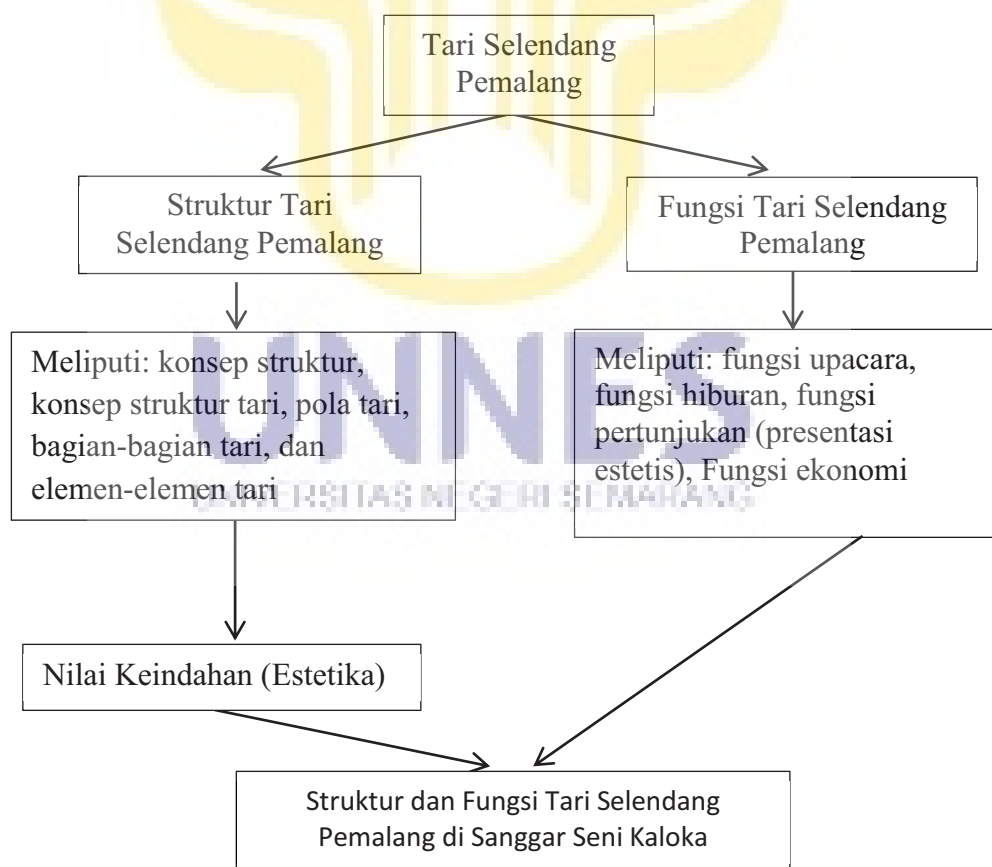 Tari Selendang
Pemalang
Struktur Tari
Selendang Pemalang
Fungsi Tari Selendang
Pemalang
Meliputi: konsep struktur,
konsep struktur tari, pola tari,
bagian-bagian tari, dan
elemen-elemen tari
Meliputi: fungsi upacara,
fungsi hiburan, fungsi
pertunjukan (presentasi
estetis), Fungsi ekonomi
UNNES
UNIVERSITAS NEGERI SEMARANG
Nilai Keindahan (Estetika)
Struktur dan Fungsi Tari Selendang
Pemalang di Sanggar Seni Kaloka